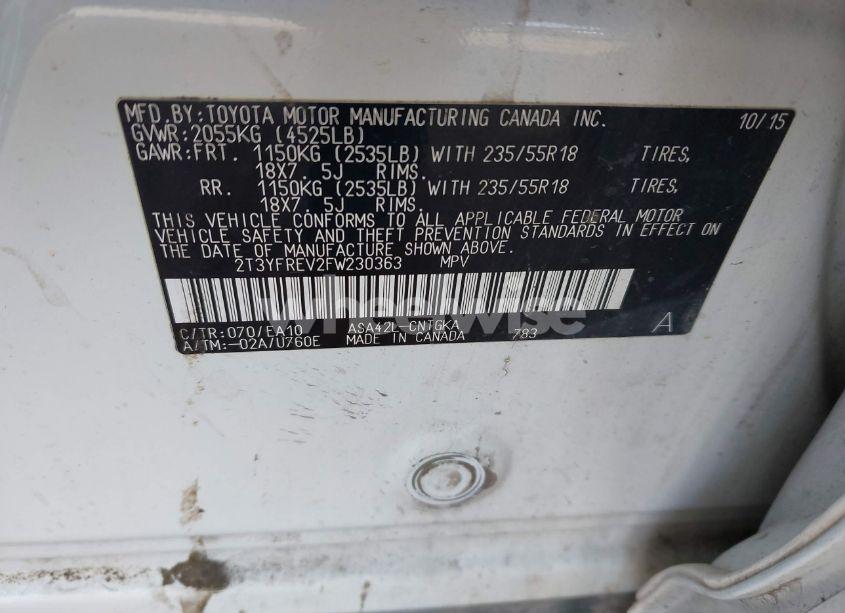 MFD.BY:TOYOTA MOTOR MANUFACTURING CANADA INC. 10/15
GVWR:2055KG (4525LB)
GAWR:FRT. 1150KG (2535LB) WITH 235/55R18 TIRES,
18X7. 5J RIMS.
RR. 1150KG (2535LB) WITH 235/55R18 TIRES,
18X7. 5J RIMS.
THIS VEHICLE CONFORMS TO ALL APPLICABLE FEDERAL MOTOR
VEHICLE SAFETY AND THEFT PREVENTION STANDARDS IN EFFECT ON
THE DATE OF MANUFACTURE SHOWN ABOVE.
2T3YFREV2FW230363 MPV
wheelwise
C/TR:070/EA10 ASA42L-CNTGKA A
A/TM:-02A/U760E MADE IN CANADA 783